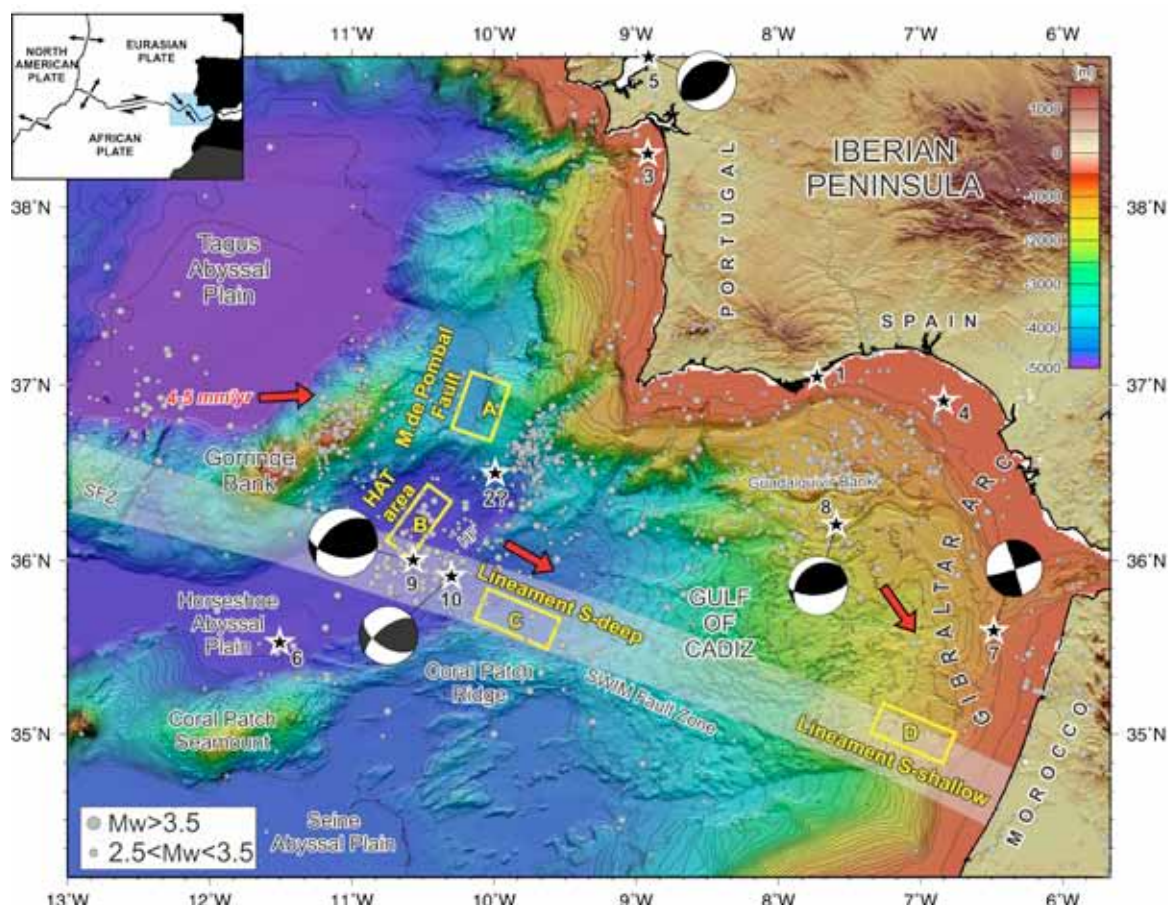 11°W 10°W 9°W 8°W 7°W 6°W
NORTH
AMERICAN
PLATE
EURASIAN
PLATE
AFRICAN
PLATE
[m]
1000
0
-1000
-2000
-3000
-4000
-5000
5
3
IBERIAN
PENINSULA
PORTUGAL
SPAIN
38°N
38°N
Tagus
Abyssal
Plain
37°N
37°N
4-5 mm/yr
M.de Pombal
Fault
A
1
4
Gorringe
Bank
SFZ
HAT
area
B
2?
HF
Guadalquivir Bank
8
36°N
36°N
9
10
Lineament S-deep
C
GULF
OF
CADIZ
GIBRALTAR ARC
7
Horseshoe
Abyssal
Plain
6
Coral Patch
Ridge
SWIM Fault Zone
Coral Patch
Seamount
35°N
35°N
D
Lineament S-shallow
MOROCCO
Seine
Abyssal Plain
Mw>3.5
2.5<Mw<3.5
13°W 12°W 11°W 10°W 9°W 8°W 7°W 6°W